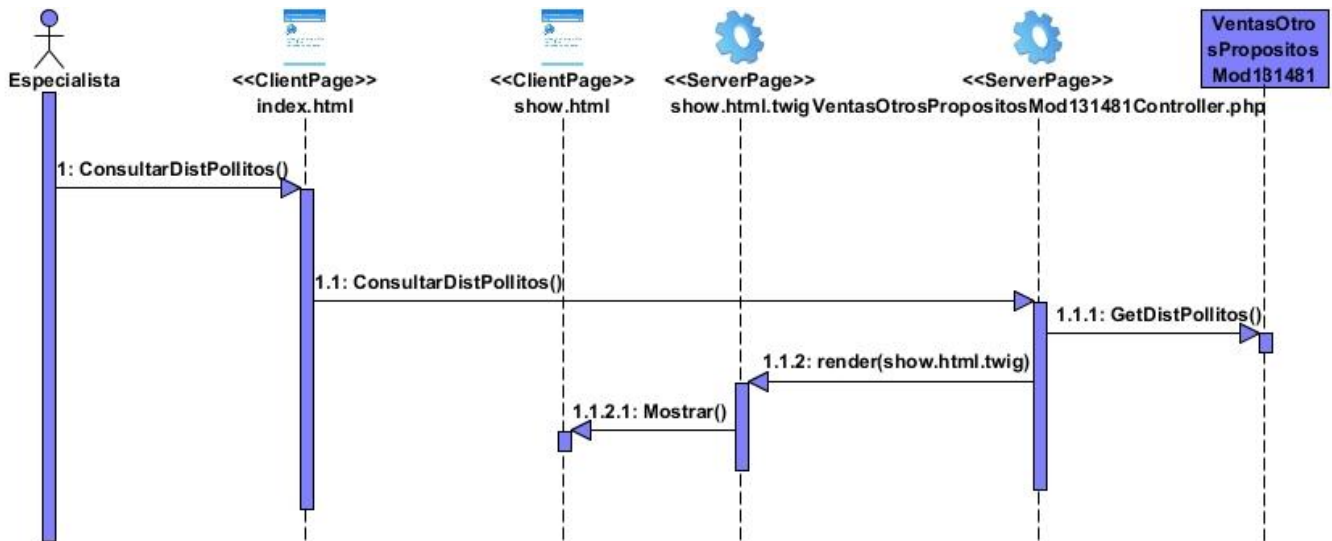 VentasOtro
sPropositos
Mod131481
Especialista
<<ClientPage>>
index.html
<<ClientPage>>
show.html
<<ServerPage>>
show.html.twig
<<ServerPage>>
VentasOtrosPropositosMod131481Controller.php
1: ConsultarDistPollitos()
1.1: ConsultarDistPollitos()
1.1.1: GetDistPollitos()
1.1.2: render(show.html.twig)
1.1.2.1: Mostrar()